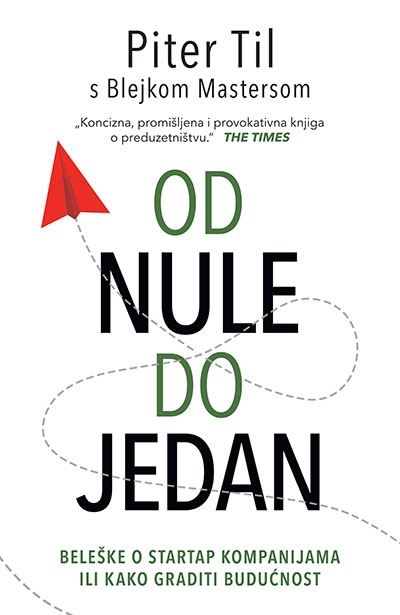 Piter Til
s Blejkom Mastersom
„Koncizna, promišljena i provokativna knjiga
o preduzetništvu.“ THE TIMES
OD
NULE
DO
JEDAN
BELEŠKE O STARTAP KOMPANIJAMA
ILI KAKO GRADITI BUDUĆNOST